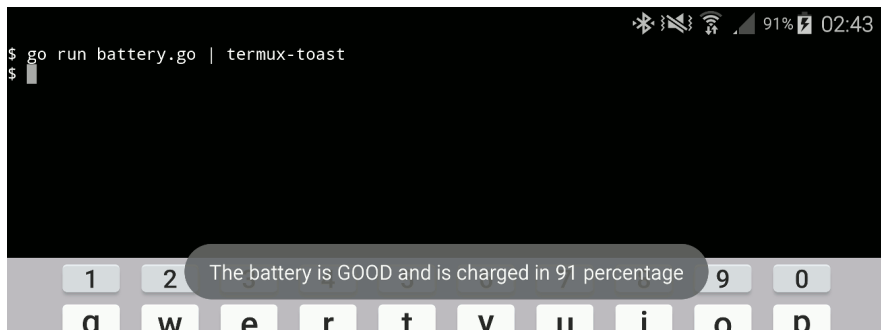 91% 02:43
$ go run battery.go | termux-toast
$
The battery is GOOD and is charged in 91 percentage
1 2 9 0
q w e r t y u i o p